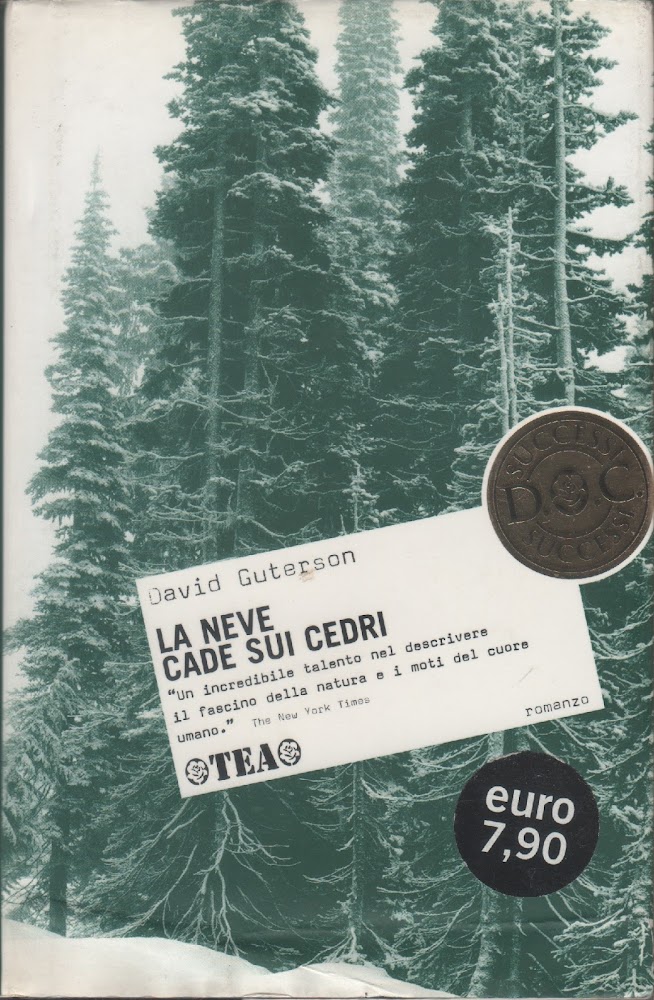 SUCCESSI
D.O.C.
SUCCESSI
David Guterson
LA NEVE
CADE SUI CEDRI
"Un incredibile talento nel descrivere
il fascino della natura e i moti del cuore
umano." The New York Times
romanzo
TEA
euro
7,90